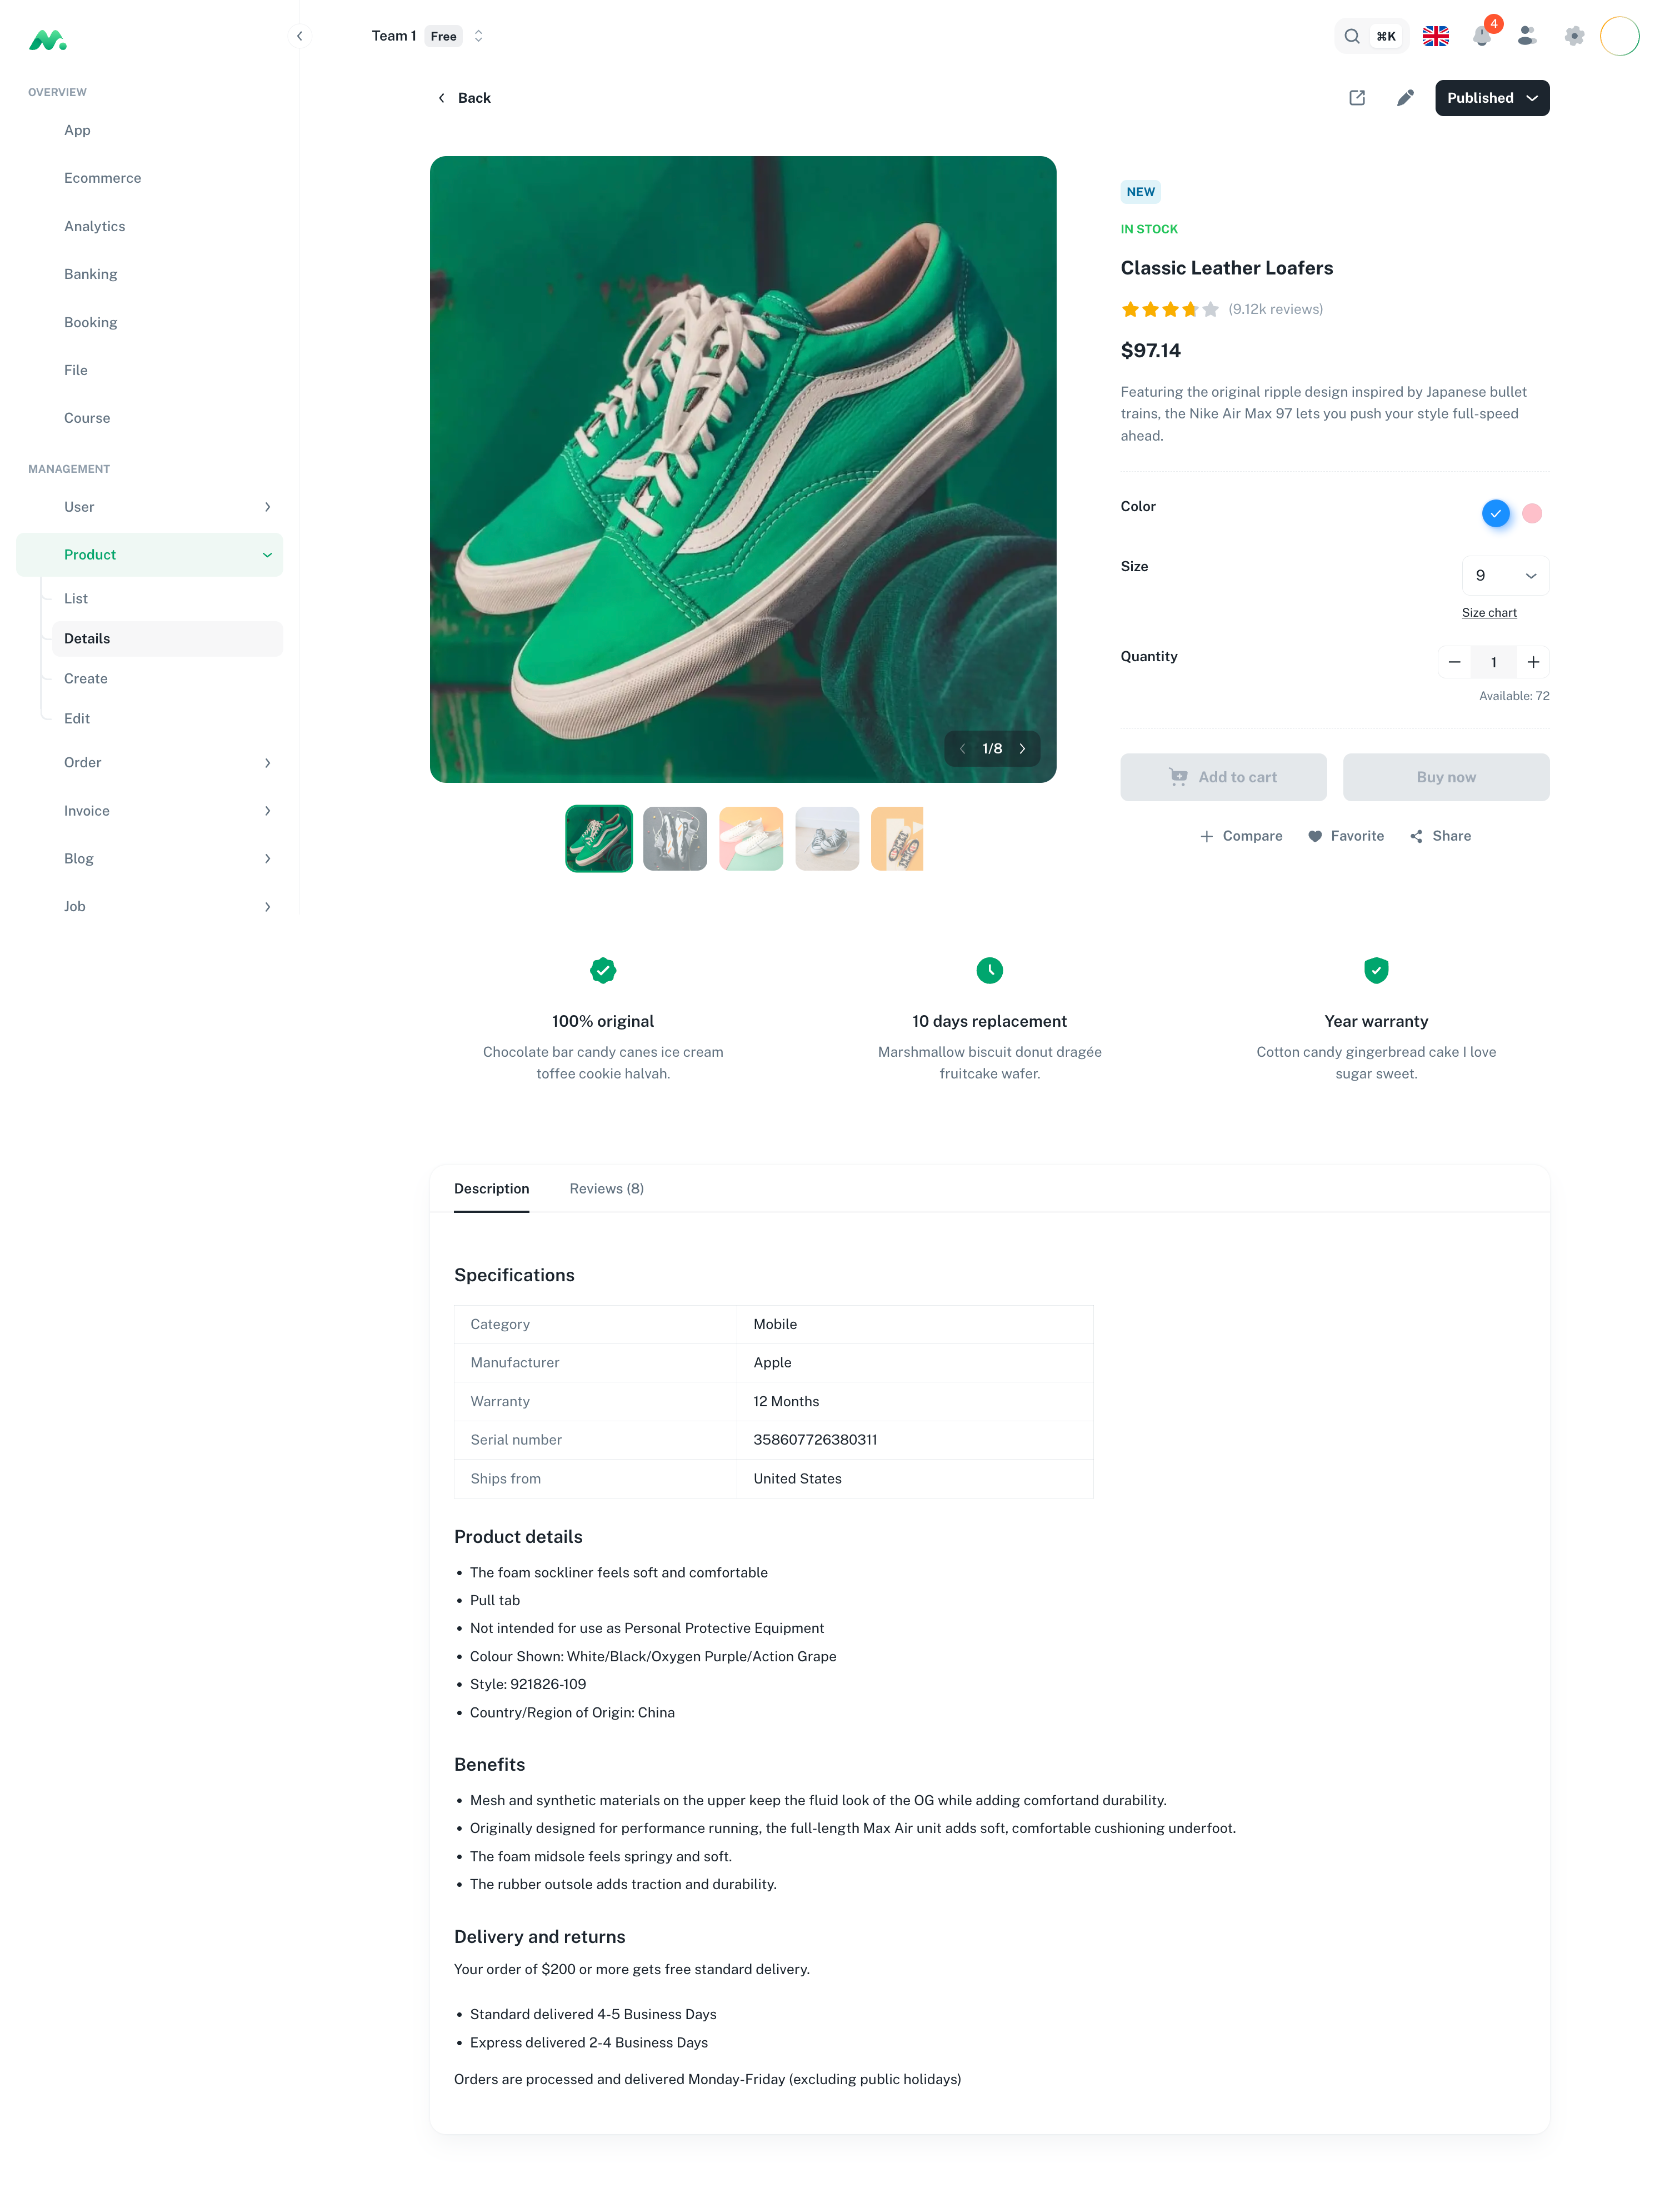 Team 1 Free
⌘K
4
OVERVIEW
App
Ecommerce
Analytics
Banking
Booking
File
Course
MANAGEMENT
User
Product
List
Details
Create
Edit
Order
Invoice
Blog
Job
Back
Published
1/8
NEW
IN STOCK
Classic Leather Loafers
(9.12k reviews)
$97.14
Featuring the original ripple design inspired by Japanese bullet
trains, the Nike Air Max 97 lets you push your style full-speed
ahead.
Color
Size
9
Size chart
Quantity
1
Available: 72
Add to cart
Buy now
Compare
Favorite
Share
100% original
Chocolate bar candy canes ice cream
toffee cookie halvah.
10 days replacement
Marshmallow biscuit donut dragée
fruitcake wafer.
Year warranty
Cotton candy gingerbread cake I love
sugar sweet.
Description
Reviews (8)
Specifications
Category Mobile
Manufacturer Apple
Warranty 12 Months
Serial number 358607726380311
Ships from United States
Product details
• The foam sockliner feels soft and comfortable
• Pull tab
• Not intended for use as Personal Protective Equipment
• Colour Shown: White/Black/Oxygen Purple/Action Grape
• Style: 921826-109
• Country/Region of Origin: China
Benefits
• Mesh and synthetic materials on the upper keep the fluid look of the OG while adding comfortand durability.
• Originally designed for performance running, the full-length Max Air unit adds soft, comfortable cushioning underfoot.
• The foam midsole feels springy and soft.
• The rubber outsole adds traction and durability.
Delivery and returns
Your order of $200 or more gets free standard delivery.
• Standard delivered 4-5 Business Days
• Express delivered 2-4 Business Days
Orders are processed and delivered Monday-Friday (excluding public holidays)